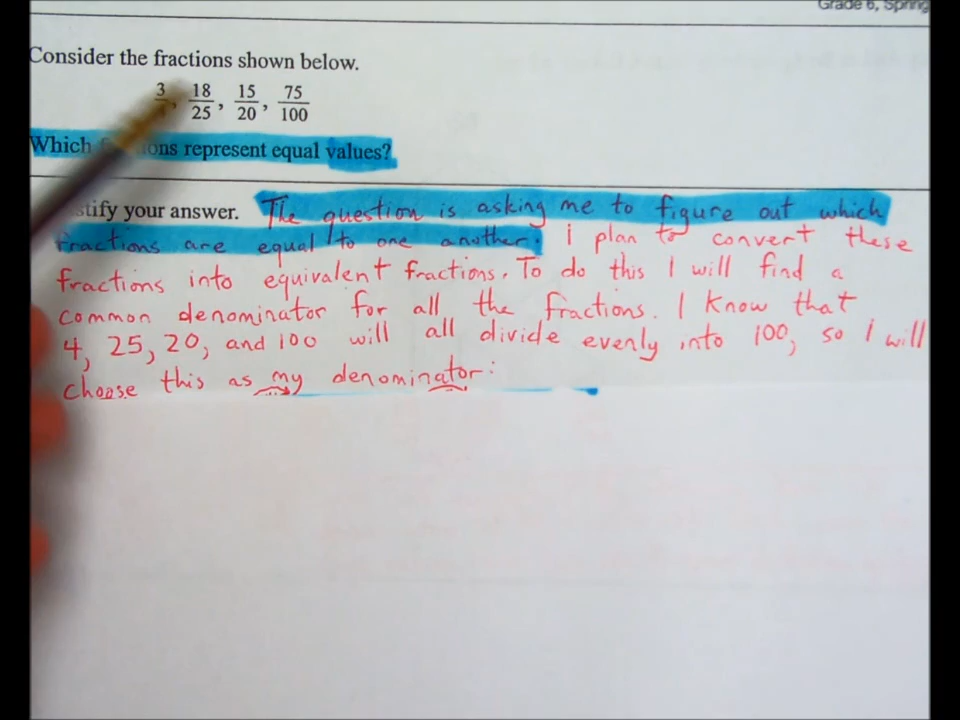 Grade 6, Spring
Consider the fractions shown below.
3, 18/25, 15/20, 75/100
Which represent equal values?
your answer. The question is asking me to figure out which
fractions are equal to one another. I plan to convert these
fractions into equivalent fractions. To do this I will find a
common denominator for all the fractions. I know that
4, 25, 20, and 100 will all divide evenly into 100, so I will
choose this as my denominator: